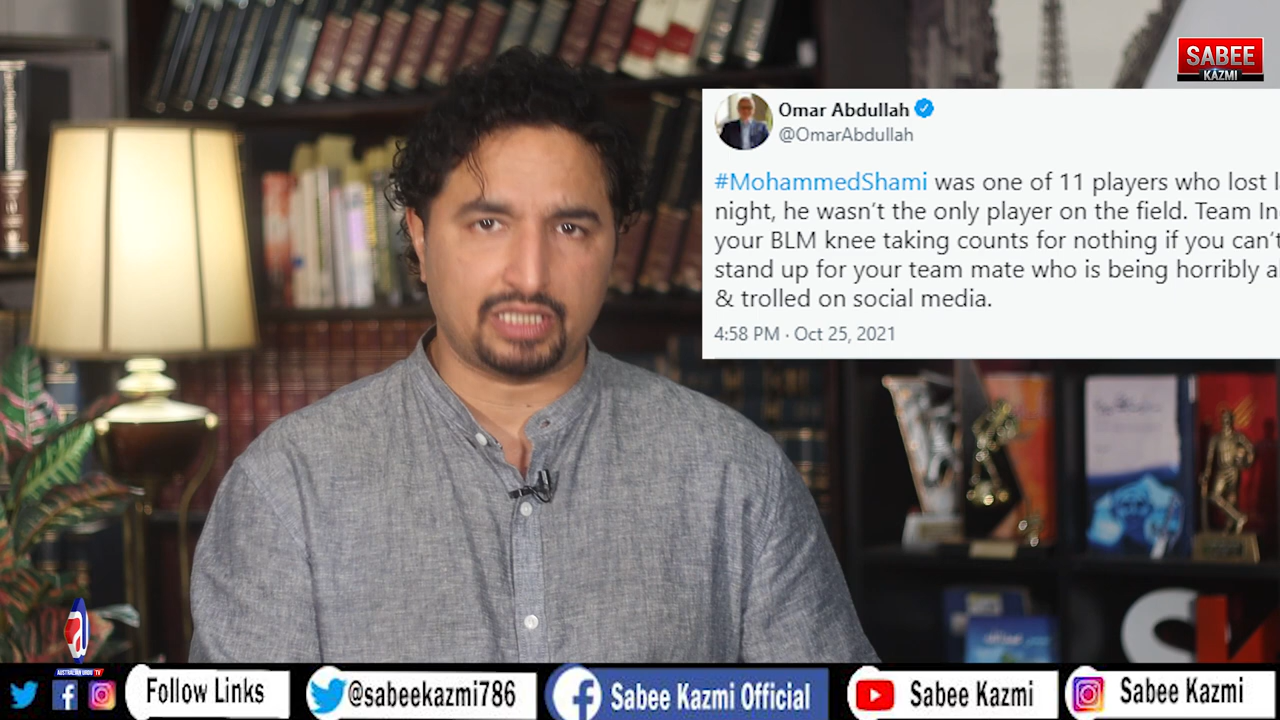 SABEE
KAZMI
Omar Abdullah
@OmarAbdullah
#MohammedShami was one of 11 players who lost
night, he wasn't the only player on the field. Team
your BLM knee taking counts for nothing if you can't
stand up for your team mate who is being horribly
& trolled on social media.
4:58 PM · Oct 25, 2021
AUSTRALIAN URDU TV
Follow Links
@sabeekazmi786
Sabee Kazmi Official
Sabee Kazmi
Sabee Kazmi